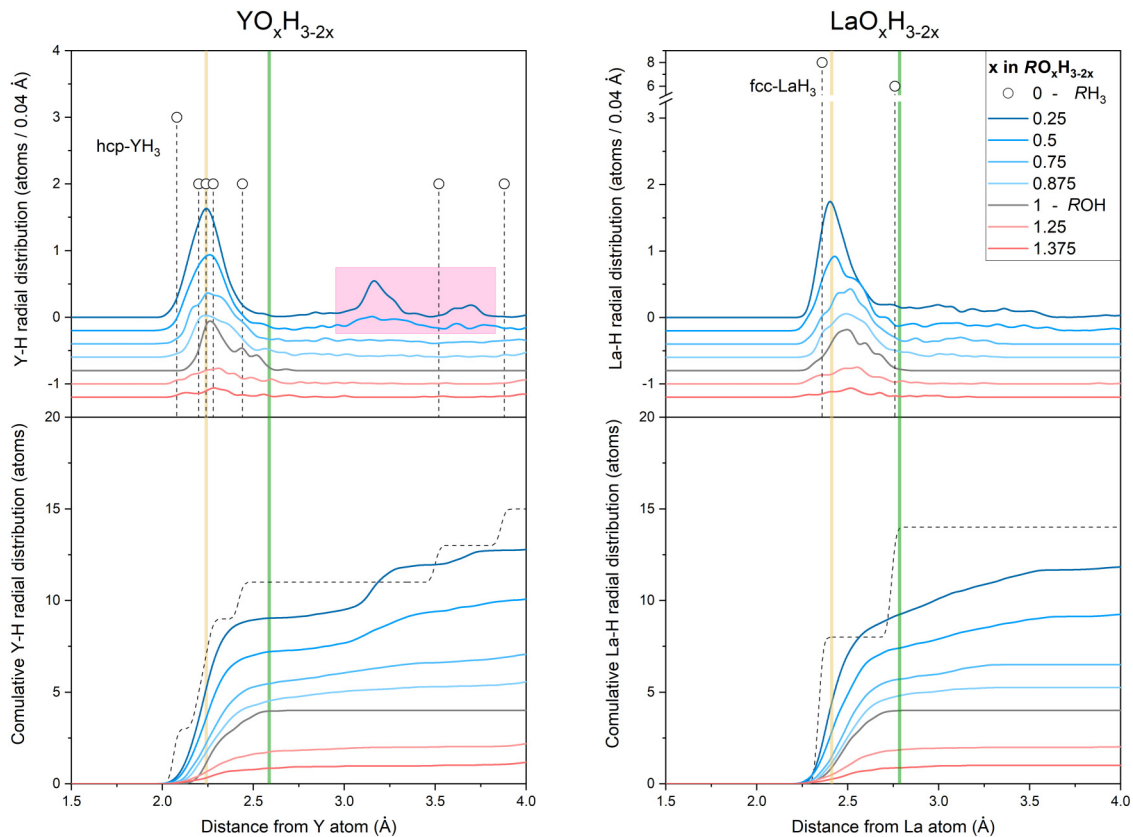 YOₓH₃₋₂ₓ
Y-H radial distribution (atoms / 0.04 Å)
4
3
2
1
0
-1
hcp-YH₃
Comulative Y-H radial distribution (atoms)
20
15
10
5
0
1.5 2.0 2.5 3.0 3.5 4.0
Distance from Y atom (Å)
LaOₓH₃₋₂ₓ
La-H radial distribution (atoms / 0.04 Å)
8
6
3
2
1
0
-1
fcc-LaH₃
x in ROₓH₃₋₂ₓ
0 - RH₃
0.25
0.5
0.75
0.875
1 - ROH
1.25
1.375
Comulative La-H radial distribution (atoms)
20
15
10
5
0
1.5 2.0 2.5 3.0 3.5 4.0
Distance from La atom (Å)